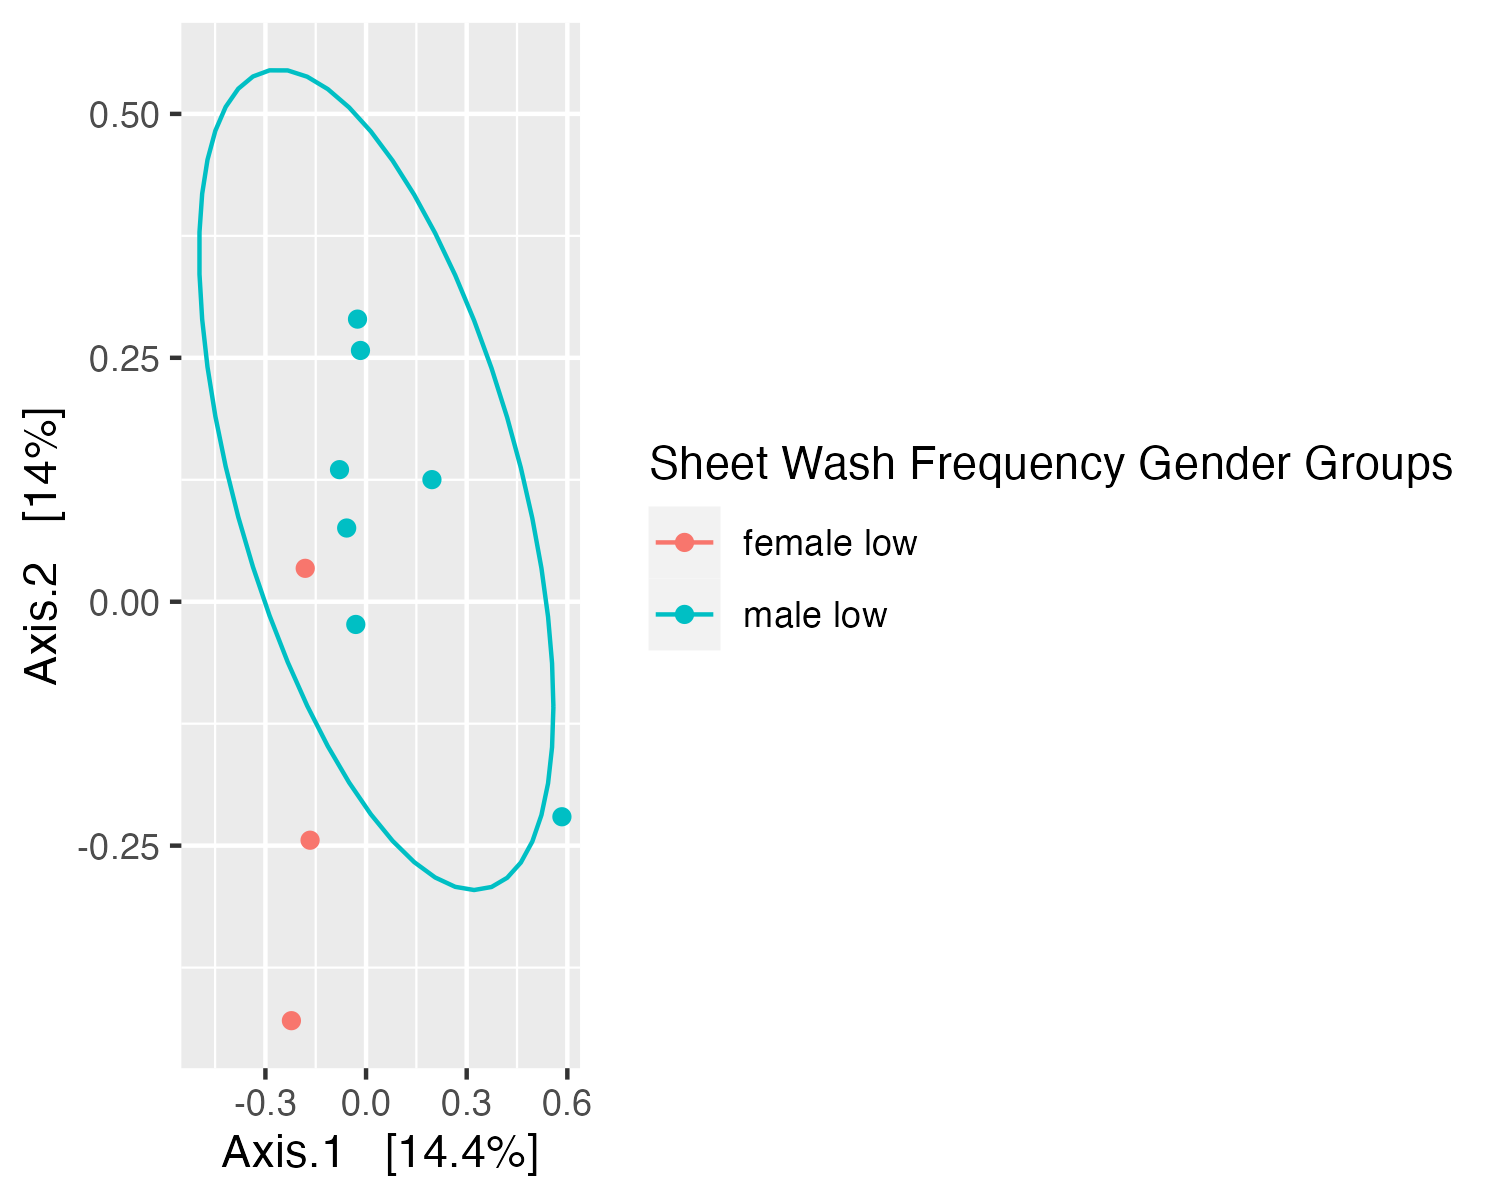 0.50
0.25
0.00
-0.25
Axis.2 [14%]
-0.3 0.0 0.3 0.6
Axis.1 [14.4%]
Sheet Wash Frequency Gender Groups
female low
male low